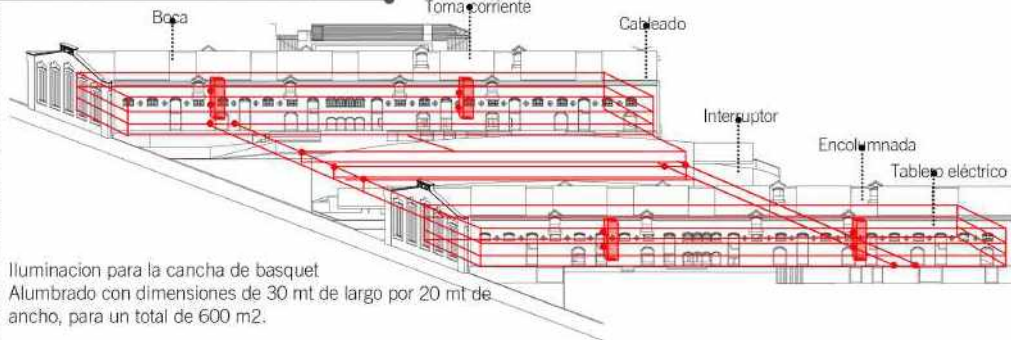 Boca
Toma corriente
Cableado
Interruptor
Encolumnada
Tablero eléctrico
Iluminacion para la cancha de basquet
Alumbrado con dimensiones de 30 mt de largo por 20 mt de
ancho, para un total de 600 m2.